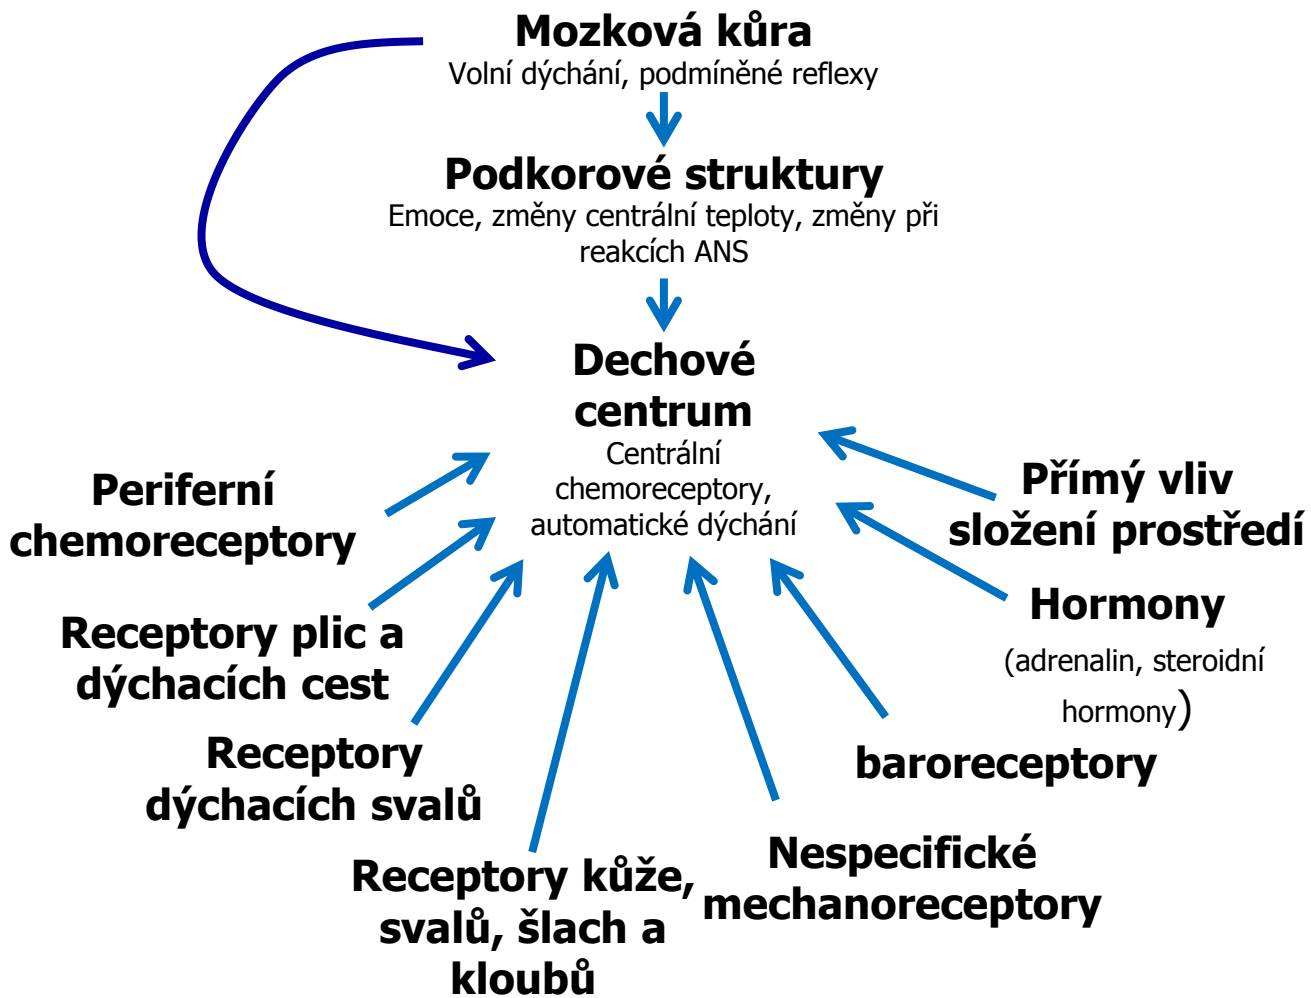 Mozková kůra
Volní dýchání, podmíněné reflexy
Podkorové struktury
Emoce, změny centrální teploty, změny při
reakcích ANS
Dechové
centrum
Centrální
chemoreceptory,
automatické dýchání
Periferní
chemoreceptory
Receptory plic a
dýchacích cest
Receptory
dýchacích svalů
Receptory kůže,
svalů, šlach a
kloubů
Nespecifické
mechanoreceptory
baroreceptory
Hormony
(adrenalin, steroidní
hormony)
Přímý vliv
složení prostředí